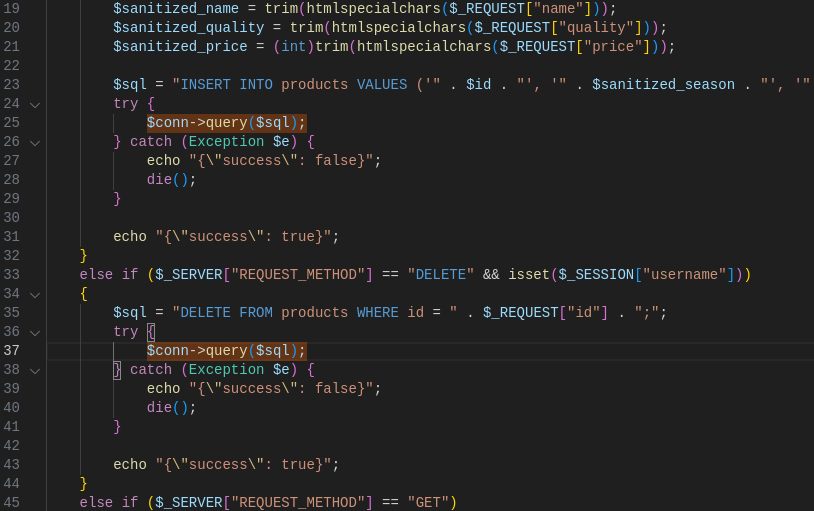 19 $sanitized_name = trim(htmlspecialchars($_REQUEST["name"]));
20 $sanitized_quality = trim(htmlspecialchars($_REQUEST["quality"]));
21 $sanitized_price = (int)trim(htmlspecialchars($_REQUEST["price"]));
22
23 $sql = "INSERT INTO products VALUES ('" . $id . "', '" . $sanitized_season . "', '"
24 try {
25 $conn->query($sql);
26 } catch (Exception $e) {
27 echo "{\"success\": false}";
28 die();
29 }
30
31 echo "{\"success\": true}";
32 }
33 else if ($_SERVER["REQUEST_METHOD"] == "DELETE" && isset($_SESSION["username"]))
34 {
35 $sql = "DELETE FROM products WHERE id = " . $_REQUEST["id"] . ";";
36 try {
37 $conn->query($sql);
38 } catch (Exception $e) {
39 echo "{\"success\": false}";
40 die();
41 }
42
43 echo "{\"success\": true}";
44 }
45 else if ($_SERVER["REQUEST_METHOD"] == "GET")